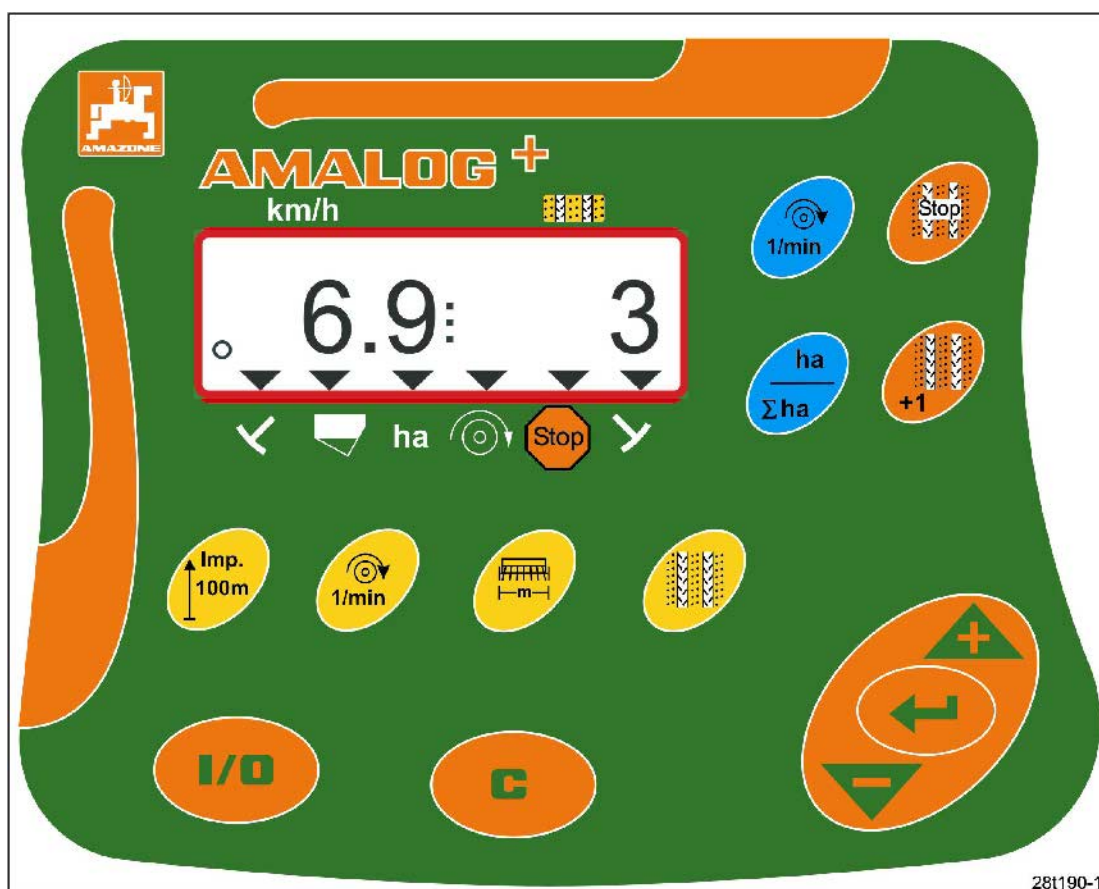 AMAZONE
AMALOG+
km/h
6.9 3
ha
Stop
1/min
Stop
ha
Σha
+1
Imp.
100m
1/min
m
I/O
C
+
-
28t190-1